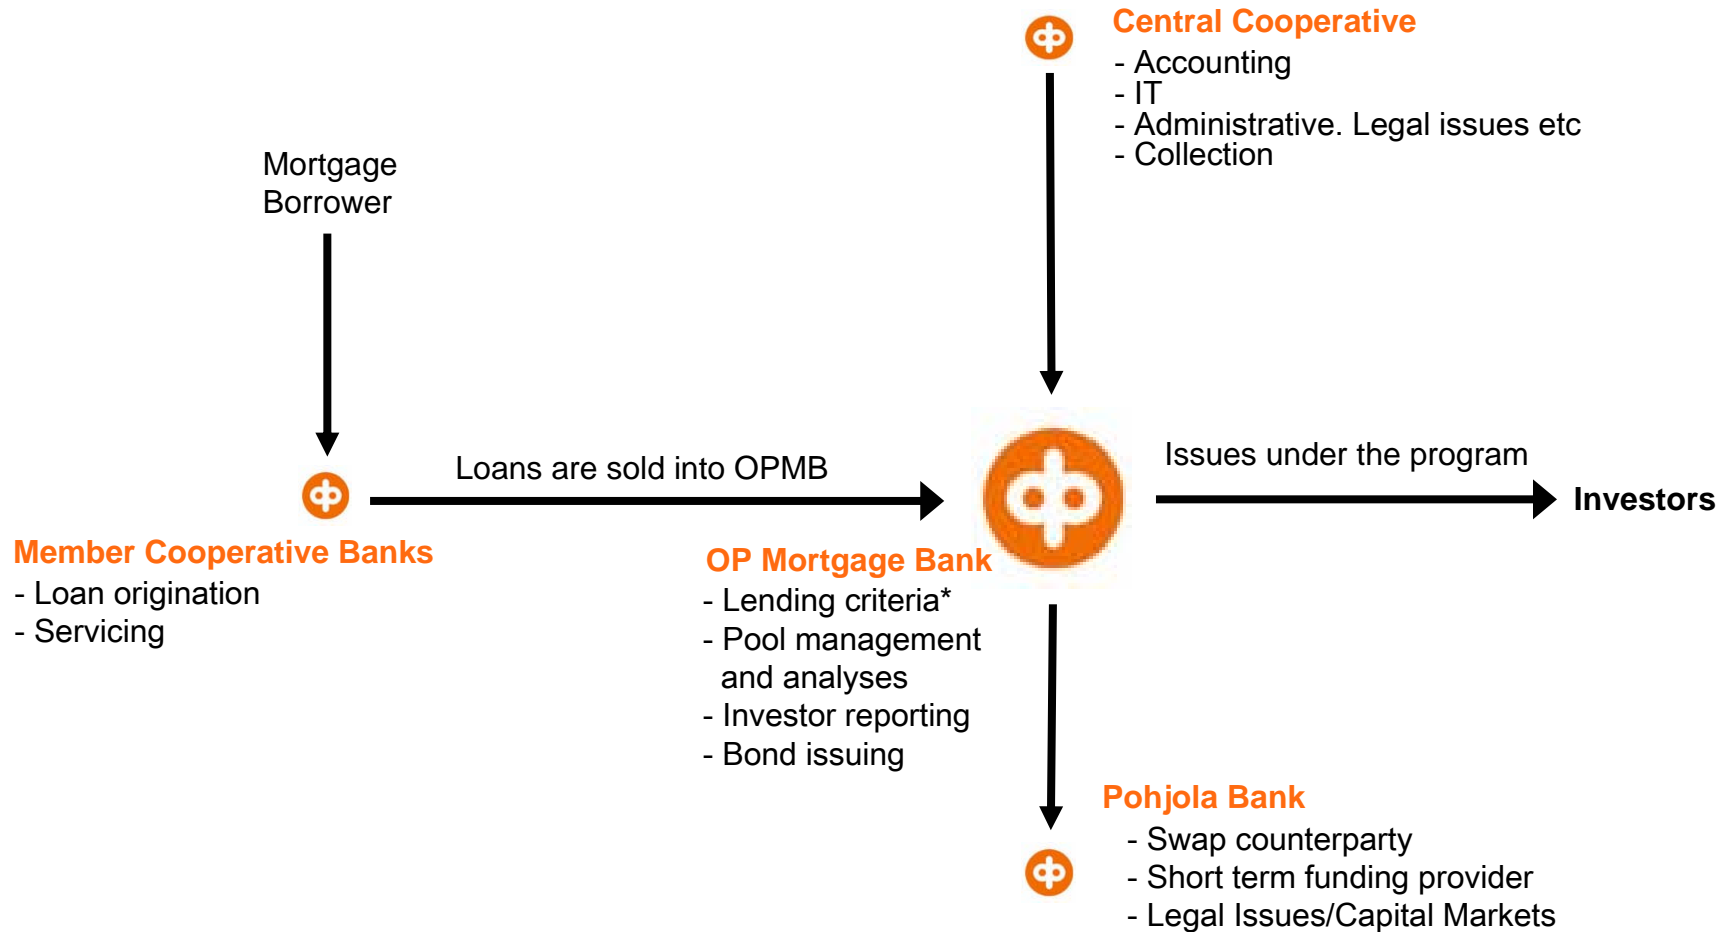 Central Cooperative
- Accounting
- IT
- Administrative. Legal issues etc
- Collection
Mortgage
Borrower
Loans are sold into OPMB
Issues under the program
Investors
Member Cooperative Banks
- Loan origination
- Servicing
OP Mortgage Bank
- Lending criteria*
- Pool management
and analyses
- Investor reporting
- Bond issuing
Pohjola Bank
- Swap counterparty
- Short term funding provider
- Legal Issues/Capital Markets